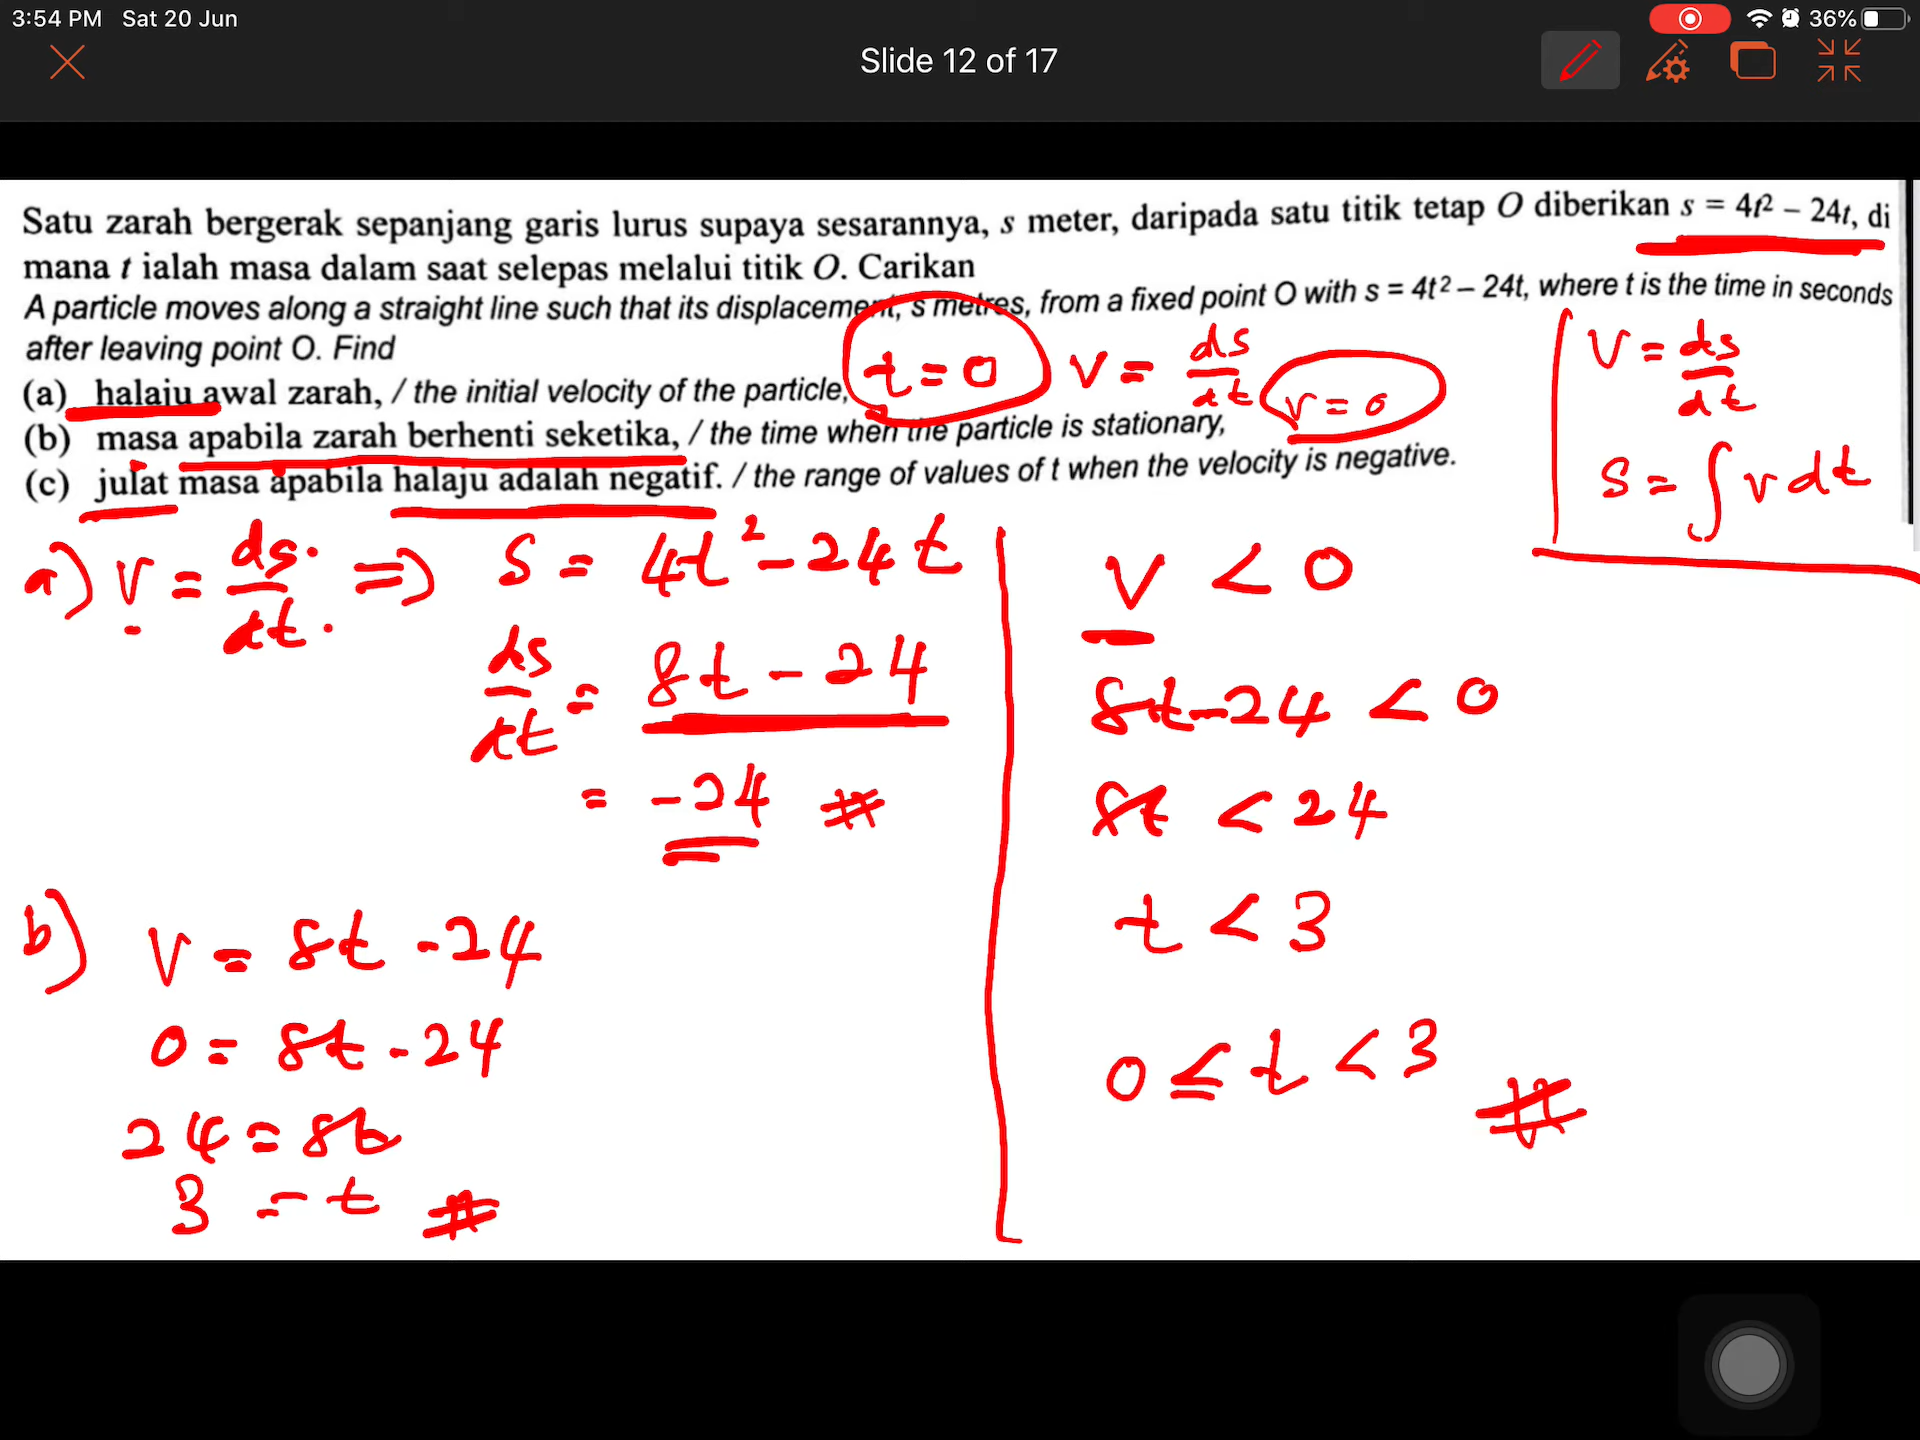 3:54 PM Sat 20 Jun
36%
Slide 12 of 17
Satu zarah bergerak sepanjang garis lurus supaya sesarannya, s meter, daripada satu titik tetap O diberikan s = 4t² – 24t, di
mana t ialah masa dalam saat selepas melalui titik O. Carikan
A particle moves along a straight line such that its displacement, s metres, from a fixed point O with s = 4t² – 24t, where t is the time in seconds
after leaving point O. Find
(a) halaju awal zarah, / the initial velocity of the particle,
t = 0 v = ds/dt v = 0
(b) masa apabila zarah berhenti seketika, / the time when the particle is stationary,
(c) julat masa apabila halaju adalah negatif. / the range of values of t when the velocity is negative.
v = ds/dt
s = ∫ v dt
a) v = ds/dt ⇒ s = 4t² - 24t
ds/dt = 8t - 24
= -24 #
b) v = 8t - 24
0 = 8t - 24
24 = 8t
3 = t #
v < 0
8t - 24 < 0
8t < 24
t < 3
0 ≤ t < 3 #